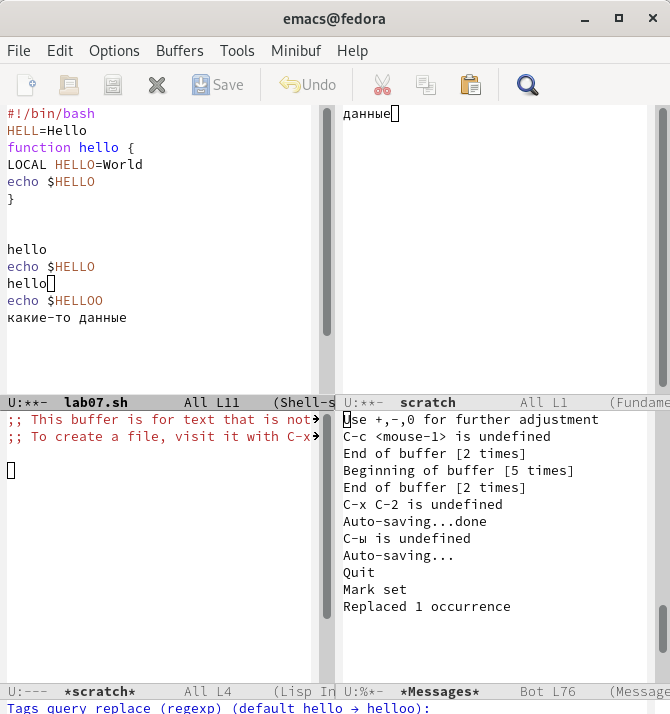 emacs@fedora
File Edit Options Buffers Tools Minibuf Help
Save Undo
#!/bin/bash
HELL=Hello
function hello {
LOCAL HELLO=World
echo $HELLO
}
hello
echo $HELLO
hello
echo $HELLOO
какие-то данные
U:**- lab07.sh All L11 (Shell-s
данные
U:**- scratch All L1 (Fundame
;; This buffer is for text that is not
;; To create a file, visit it with C-x
U:--- *scratch* All L4 (Lisp In
Use +,-,0 for further adjustment
C-c <mouse-1> is undefined
End of buffer [2 times]
Beginning of buffer [5 times]
End of buffer [2 times]
C-x C-2 is undefined
Auto-saving...done
C-ы is undefined
Auto-saving...
Quit
Mark set
Replaced 1 occurrence
U:%*- *Messages* Bot L76 (Message
Tags query replace (regexp) (default hello → helloo):